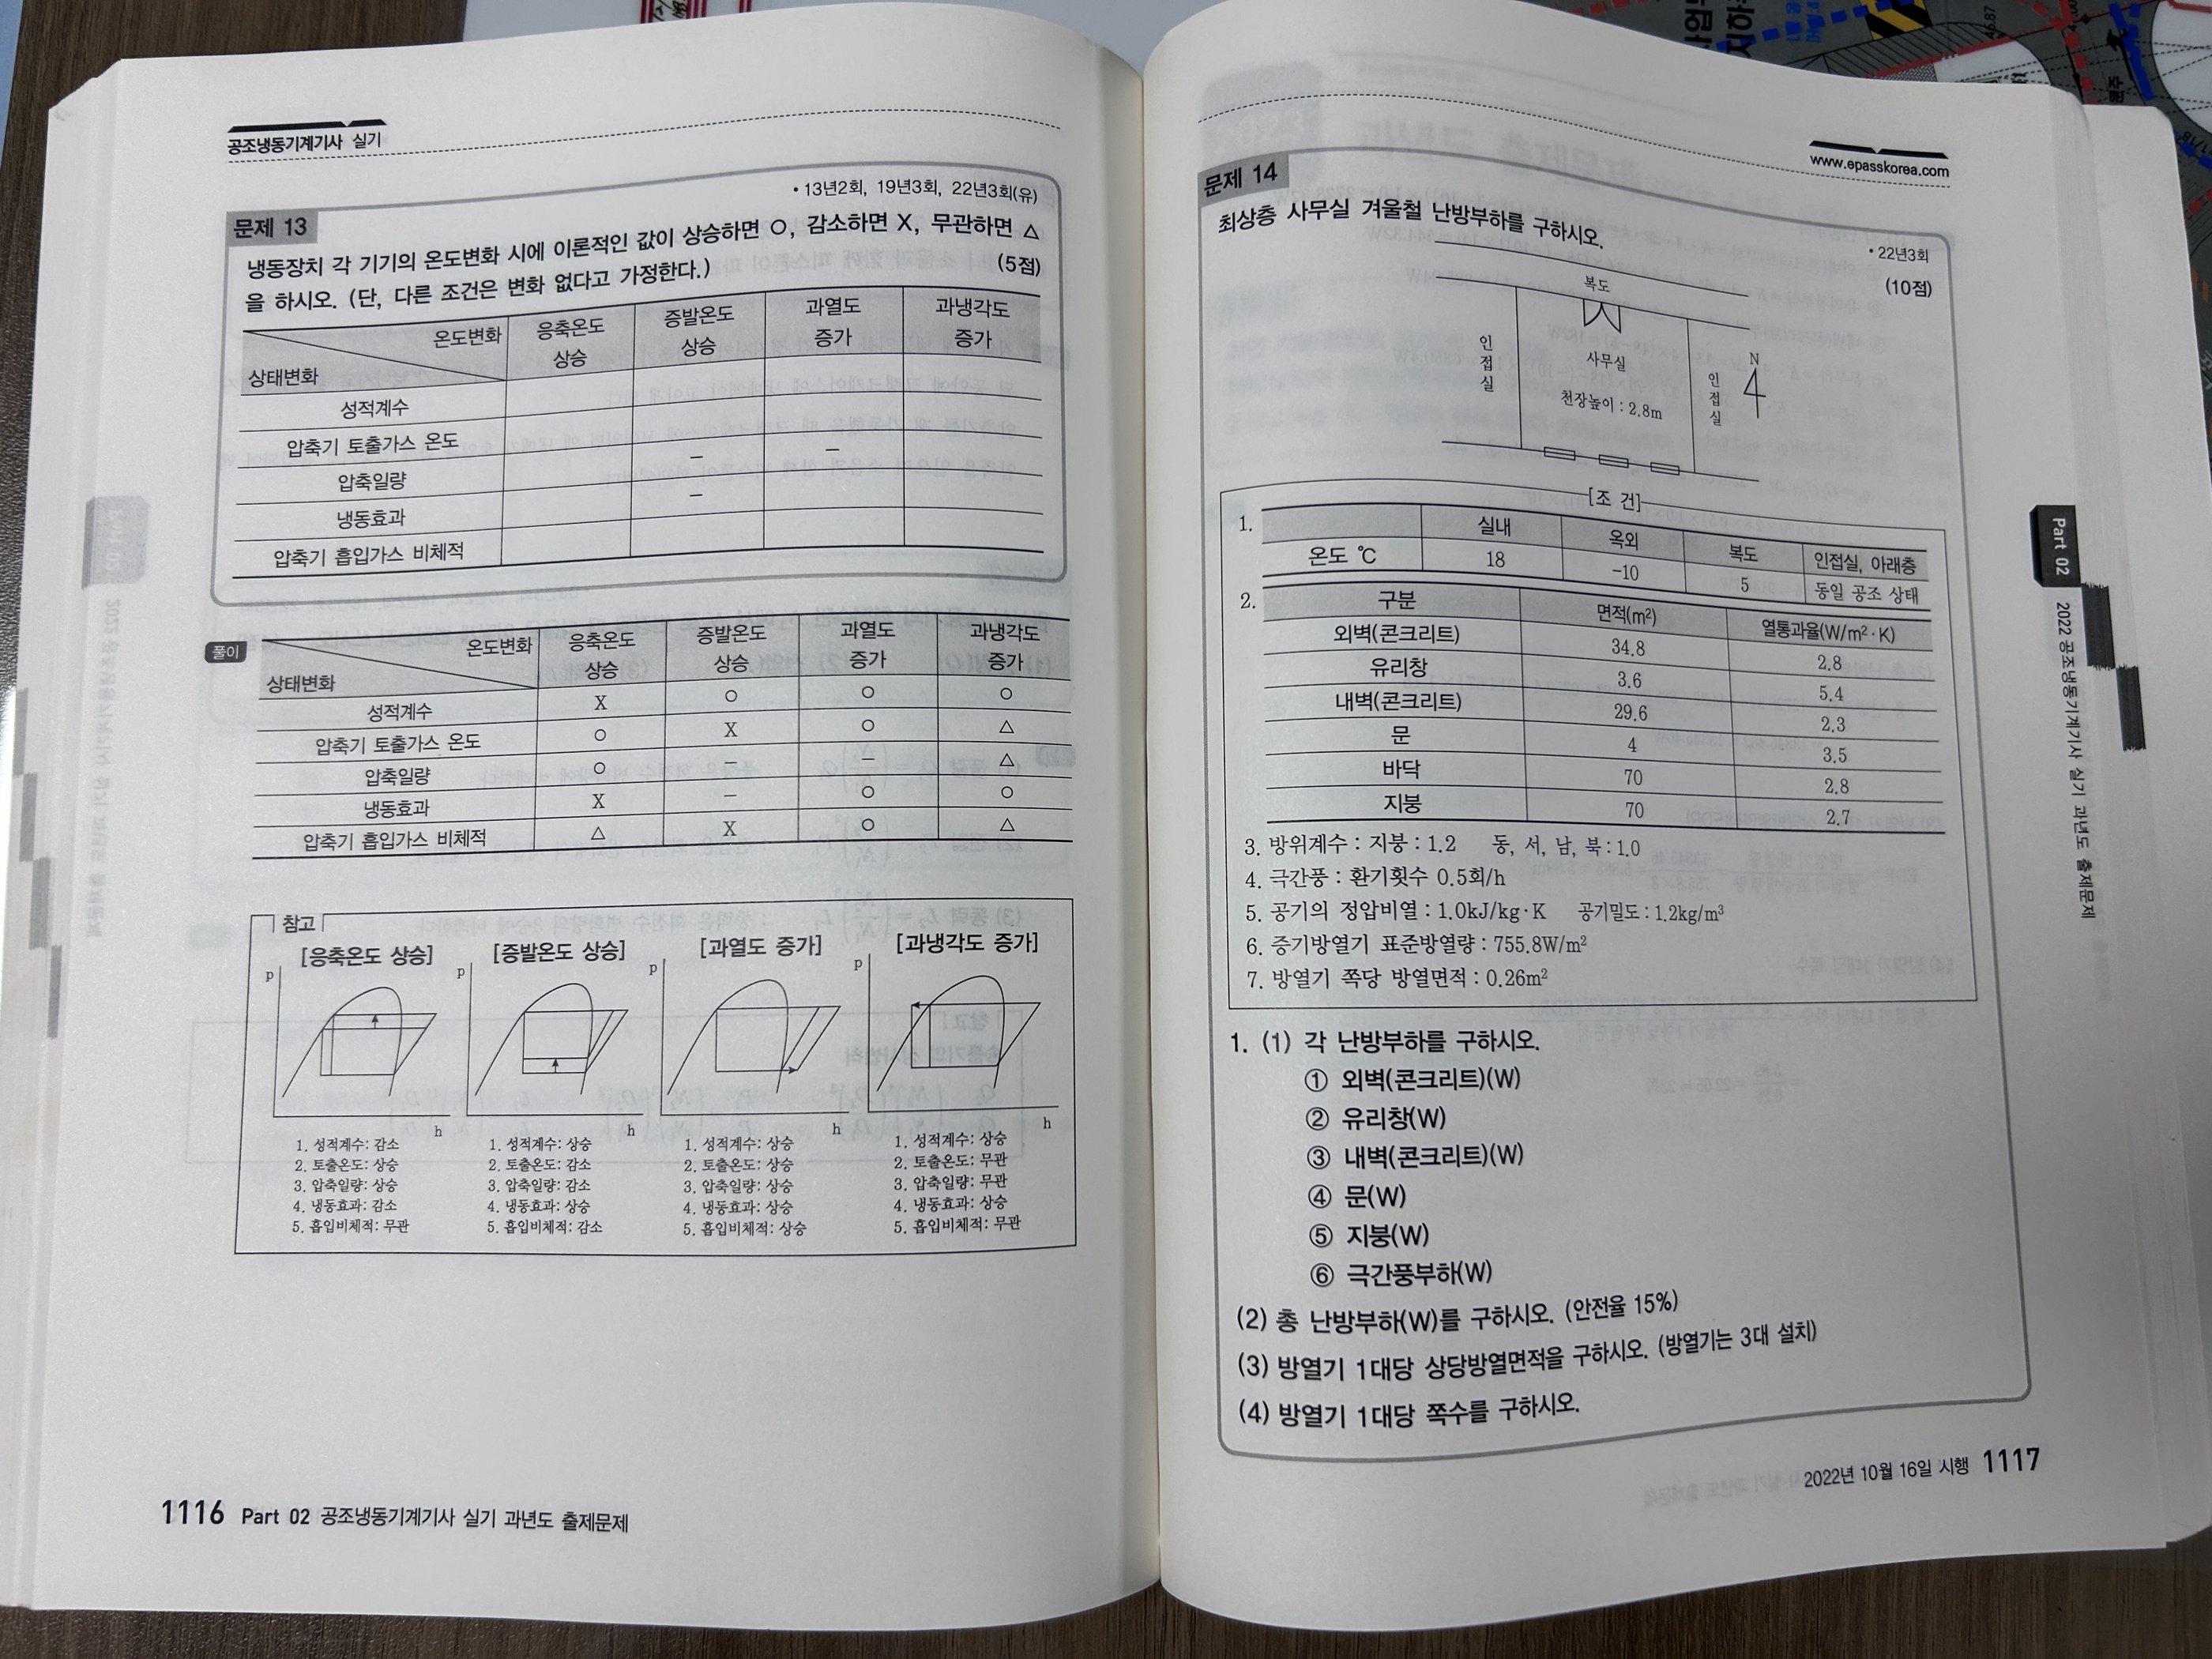 공조냉동기계기사 실기
• 13년2회, 19년3회, 22년3회(유)
문제 13
냉동장치 각 기기의 온도변화 시에 이론적인 값이 상승하면 ○, 감소하면 X, 무관하면 △
을 하시오. (단, 다른 조건은 변화 없다고 가정한다.) (5점)
온도변화 상태변화 응축온도 상승 증발온도 상승 과열도 증가 과냉각도 증가
성적계수
압축기 토출가스 온도
압축일량 – –
냉동효과 –
압축기 흡입가스 비체적
풀이
온도변화 상태변화 응축온도 상승 증발온도 상승 과열도 증가 과냉각도 증가
성적계수 X ○ ○ ○
압축기 토출가스 온도 ○ X ○ △
압축일량 ○ – – △
냉동효과 X – ○ ○
압축기 흡입가스 비체적 △ X ○ △
참고
[응축온도 상승] [증발온도 상승] [과열도 증가] [과냉각도 증가]
p p p p
h h h h
1. 성적계수: 감소 1. 성적계수: 상승 1. 성적계수: 상승 1. 성적계수: 상승
2. 토출온도: 상승 2. 토출온도: 감소 2. 토출온도: 상승 2. 토출온도: 무관
3. 압축일량: 상승 3. 압축일량: 감소 3. 압축일량: 상승 3. 압축일량: 무관
4. 냉동효과: 감소 4. 냉동효과: 상승 4. 냉동효과: 상승 4. 냉동효과: 상승
5. 흡입비체적: 무관 5. 흡입비체적: 감소 5. 흡입비체적: 상승 5. 흡입비체적: 무관
1116 Part 02 공조냉동기계기사 실기 과년도 출제문제
www.epasskorea.com
문제 14
최상층 사무실 겨울철 난방부하를 구하시오.
• 22년3회
(10점)
복도
인접실
사무실
천장높이 : 2.8m
인접실
N
[조 건]
1. 실내 옥외 복도 인접실, 아래층
온도 ℃ 18 -10 5 동일 공조 상태
2. 구분 면적(m²) 열통과율(W/m²·K)
외벽(콘크리트) 34.8 2.8
유리창 3.6 5.4
내벽(콘크리트) 29.6 2.3
문 4 3.5
바닥 70 2.8
지붕 70 2.7
3. 방위계수 : 지붕 : 1.2 동, 서, 남, 북 : 1.0
4. 극간풍 : 환기횟수 0.5회/h
5. 공기의 정압비열 : 1.0kJ/kg·K 공기밀도 : 1.2kg/m³
6. 증기방열기 표준방열량 : 755.8W/m²
7. 방열기 쪽당 방열면적 : 0.26m²
1. (1) 각 난방부하를 구하시오.
① 외벽(콘크리트)(W)
② 유리창(W)
③ 내벽(콘크리트)(W)
④ 문(W)
⑤ 지붕(W)
⑥ 극간풍부하(W)
(2) 총 난방부하(W)를 구하시오. (안전율 15%)
(3) 방열기 1대당 상당방열면적을 구하시오. (방열기는 3대 설치)
(4) 방열기 1대당 쪽수를 구하시오.
2022년 10월 16일 시행 1117
Part 02
2022 공조냉동기계기사 실기 과년도 출제문제